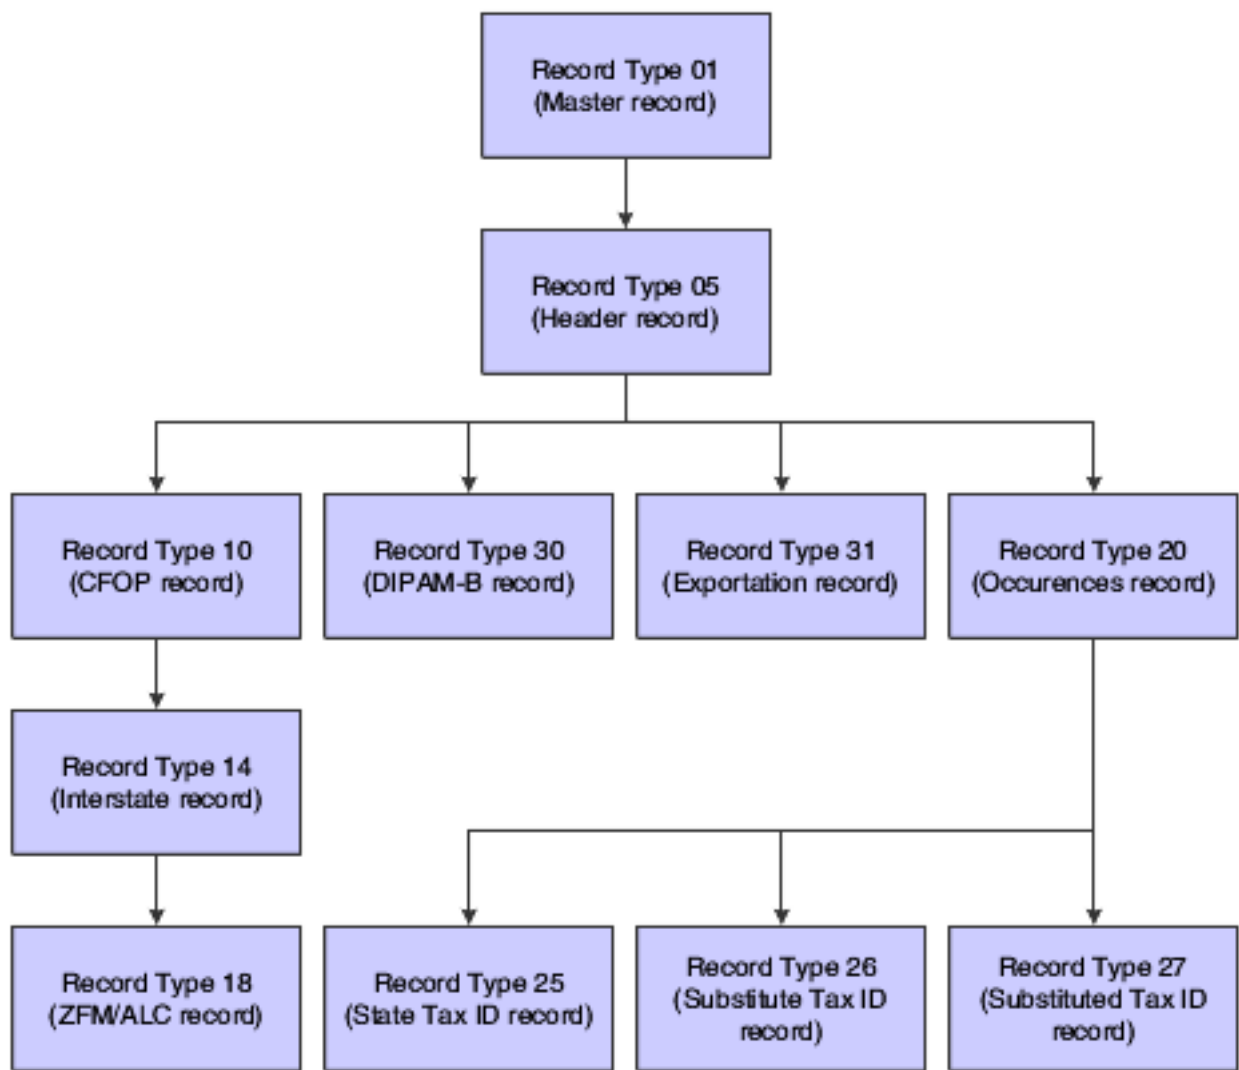 Record Type 01
(Master record)
Record Type 05
(Header record)
Record Type 10
(CFOP record)
Record Type 30
(DIPAM-B record)
Record Type 31
(Exportation record)
Record Type 20
(Occurences record)
Record Type 14
(Interstate record)
Record Type 18
(ZFM/ALC record)
Record Type 25
(State Tax ID record)
Record Type 26
(Substitute Tax ID
record)
Record Type 27
(Substituted Tax ID
record)